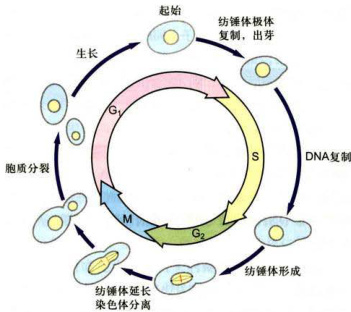 起始
纺锤体极体
复制，出芽
生长
G₁
S
DNA复制
胞质分裂
M
G₂
纺锤体形成
纺锤体延长
染色体分离